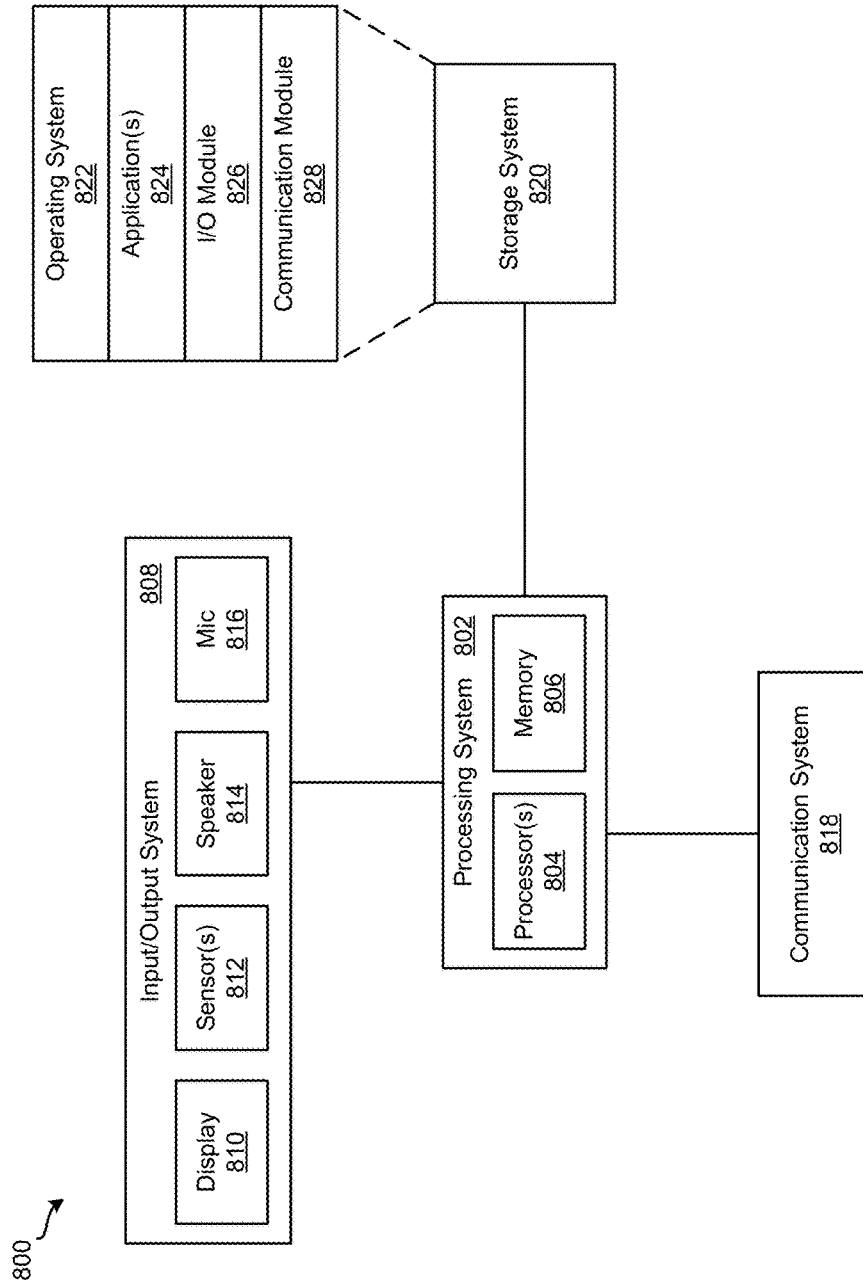 800
Input/Output System
808
Display
810
Sensor(s)
812
Speaker
814
Mic
816
Processing System
802
Processor(s)
804
Memory
806
Communication System
818
Operating System
822
Application(s)
824
I/O Module
826
Communication Module
828
Storage System
820